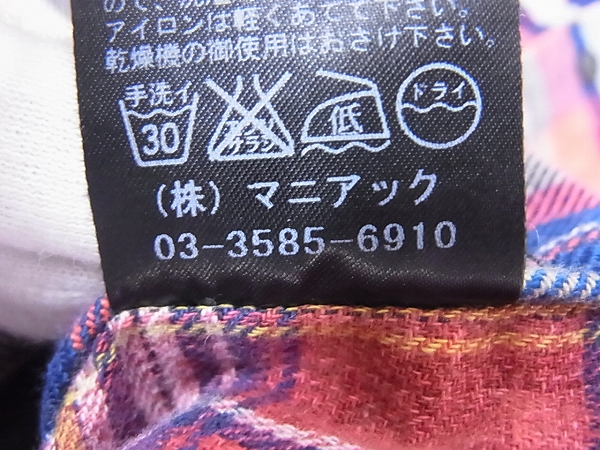 アイロンは軽くあてて下さい。
乾燥機の御使用はおさけ下さい。
手洗イ 30 低 ドライ
(株) マニアック
03-3585-6910